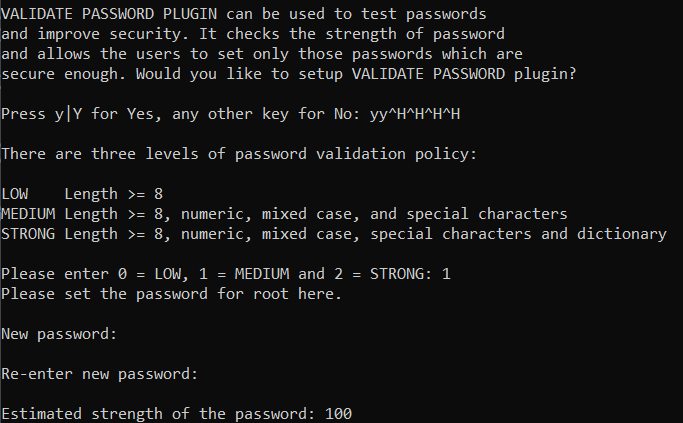 VALIDATE PASSWORD PLUGIN can be used to test passwords
and improve security. It checks the strength of password
and allows the users to set only those passwords which are
secure enough. Would you like to setup VALIDATE PASSWORD plugin?
Press y|Y for Yes, any other key for No: yy^H^H^H^H
There are three levels of password validation policy:
LOW    Length >= 8
MEDIUM Length >= 8, numeric, mixed case, and special characters
STRONG Length >= 8, numeric, mixed case, special characters and dictionary
Please enter 0 = LOW, 1 = MEDIUM and 2 = STRONG: 1
Please set the password for root here.
New password:
Re-enter new password:
Estimated strength of the password: 100